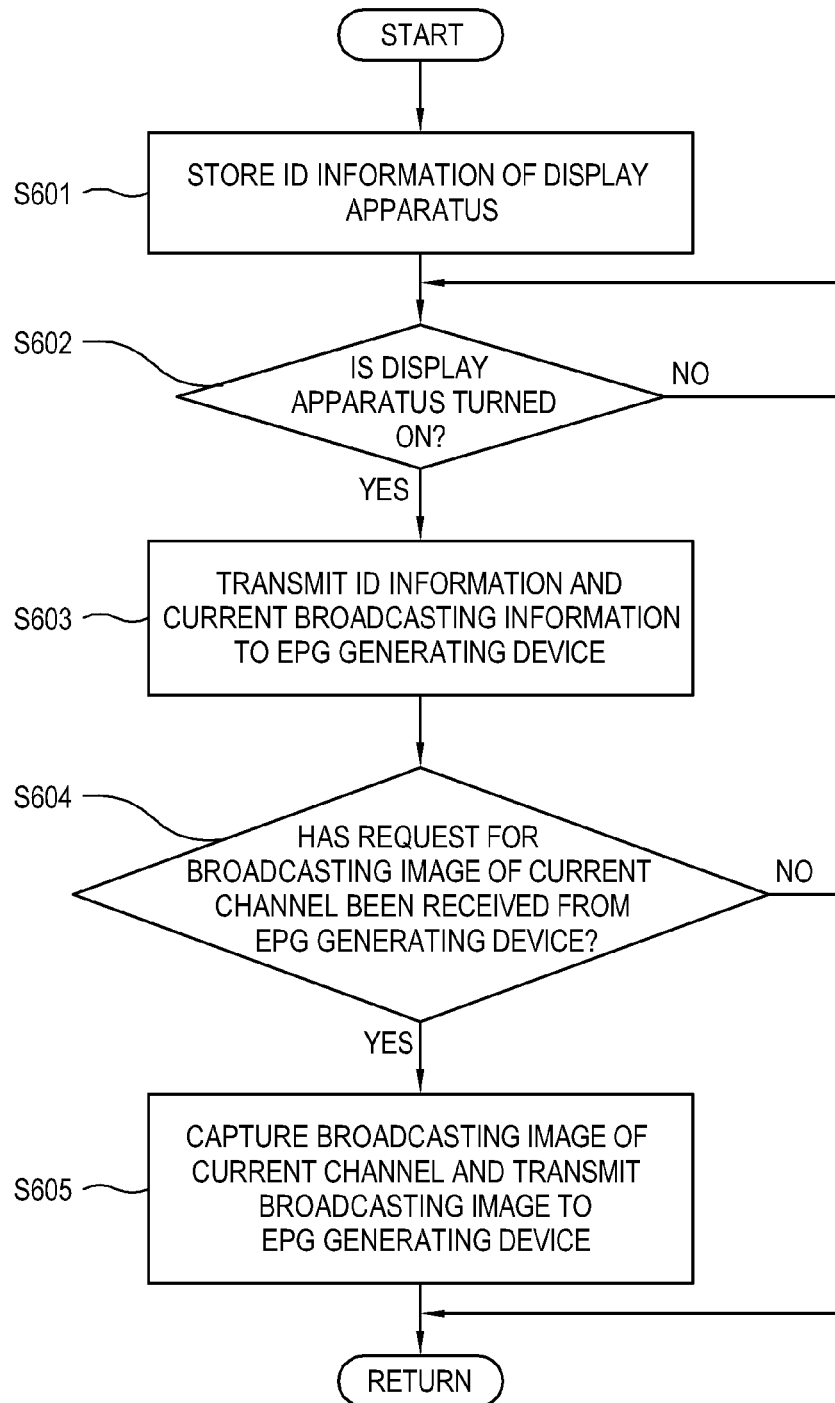 START
S601
STORE ID INFORMATION OF DISPLAY
APPARATUS
S602
IS DISPLAY
APPARATUS TURNED
ON?
NO
YES
S603
TRANSMIT ID INFORMATION AND
CURRENT BROADCASTING INFORMATION
TO EPG GENERATING DEVICE
S604
HAS REQUEST FOR
BROADCASTING IMAGE OF CURRENT
CHANNEL BEEN RECEIVED FROM
EPG GENERATING DEVICE?
NO
YES
S605
CAPTURE BROADCASTING IMAGE OF
CURRENT CHANNEL AND TRANSMIT
BROADCASTING IMAGE TO
EPG GENERATING DEVICE
RETURN